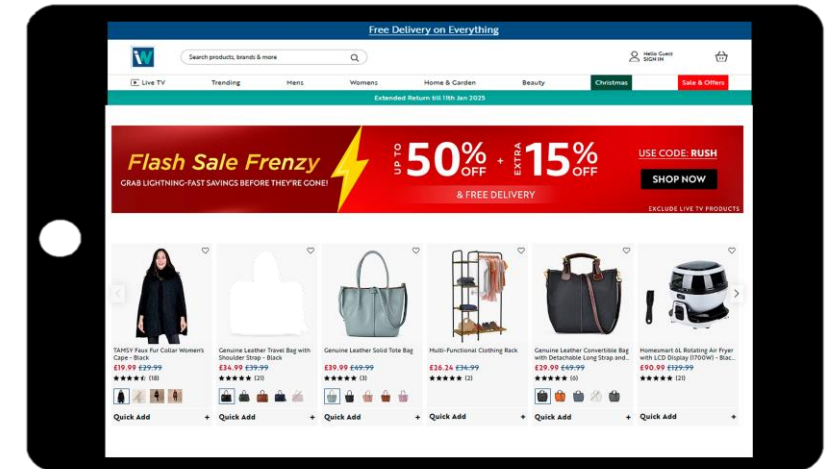 Free Delivery on Everything
iW
Search products, brands & more
Hello Guest
SIGN IN
Live TV Trending Mens Womens Home & Garden Beauty Christmas Sale & Offers
Extended Return till 11th Jan 2025
Flash Sale Frenzy
GRAB LIGHTNING-FAST SAVINGS BEFORE THEY'RE GONE!
UP TO 50% OFF + EXTRA 15% OFF
& FREE DELIVERY
USE CODE: RUSH
SHOP NOW
EXCLUDE LIVE TV PRODUCTS
TAMSY Faux Fur Collar Women's
Cape - Black
£19.99 £29.99
(18)
Quick Add +
Genuine Leather Travel Bag with
Shoulder Strap - Black
£34.99 £39.99
(21)
Quick Add +
Genuine Leather Solid Tote Bag
£39.99 £49.99
(3)
Quick Add +
Multi-Functional Clothing Rack
£26.24 £34.99
(2)
Quick Add +
Genuine Leather Convertible Bag
with Detachable Long Strap and...
£29.99 £49.99
(6)
Quick Add +
Homesmart 6L Rotating Air Fryer
with LCD Display (1700W) - Blac...
£90.99 £129.99
(21)
Quick Add +